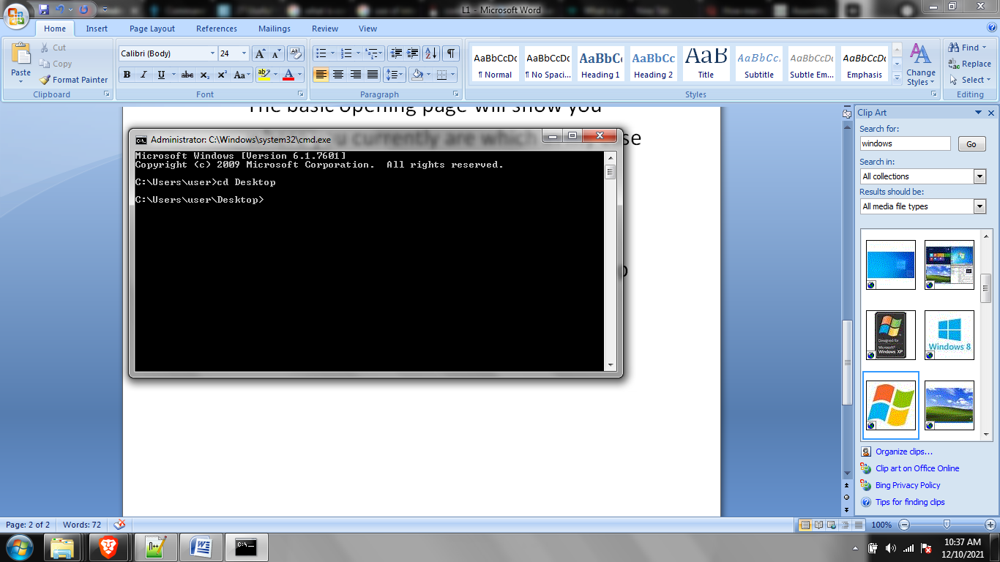 L1 - Microsoft Word
Home Insert Page Layout References Mailings Review View
Paste
Cut
Copy
Format Painter
Clipboard
Calibri (Body) 24
Font
Paragraph
AaBbCcDc AaBbCcDc AaBbCc AaBbCc AaB AaBbCc. AaBbCcDc AaBbCcDc
¶ Normal ¶ No Spaci... Heading 1 Heading 2 Title Subtitle Subtle Em... Emphasis
Change Styles
Styles
Find
Replace
Select
Editing
The basic opening page will show you
u currently are which se
Administrator: C:\Windows\system32\cmd.exe
Microsoft Windows [Version 6.1.7601]
Copyright (c) 2009 Microsoft Corporation. All rights reserved.
C:\Users\user>cd Desktop
C:\Users\user\Desktop>
Clip Art
Search for:
windows Go
Search in:
All collections
Results should be:
All media file types
Designed for
Microsoft
Windows XP
Windows 8
Organize clips...
Clip art on Office Online
Bing Privacy Policy
Tips for finding clips
Page: 2 of 2 Words: 72 100%
10:37 AM
12/10/2021